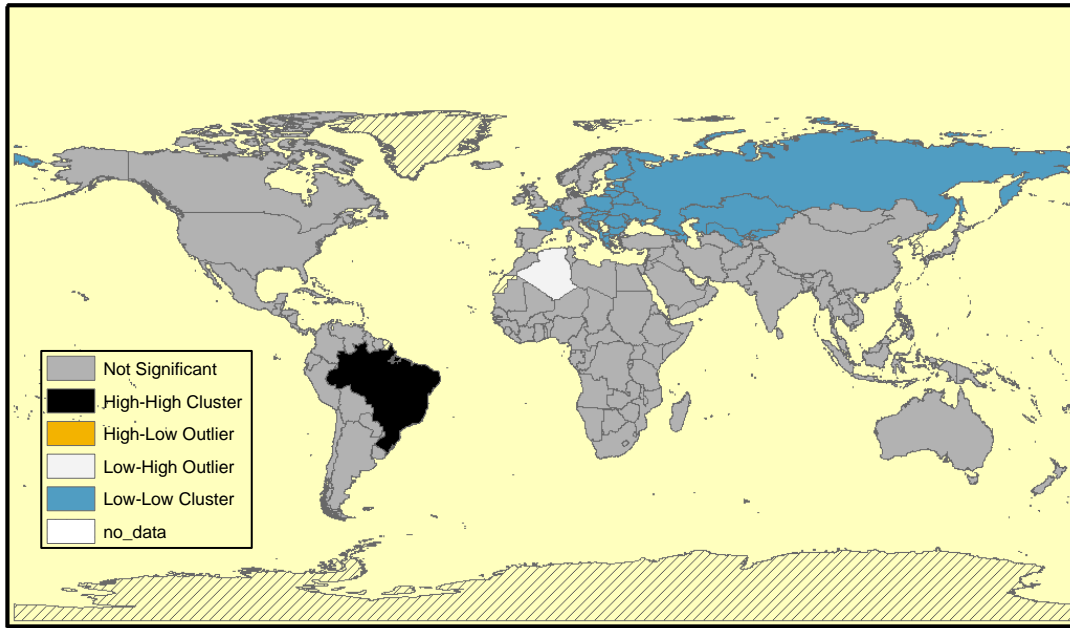 Not Significant
High-High Cluster
High-Low Outlier
Low-High Outlier
Low-Low Cluster
no_data